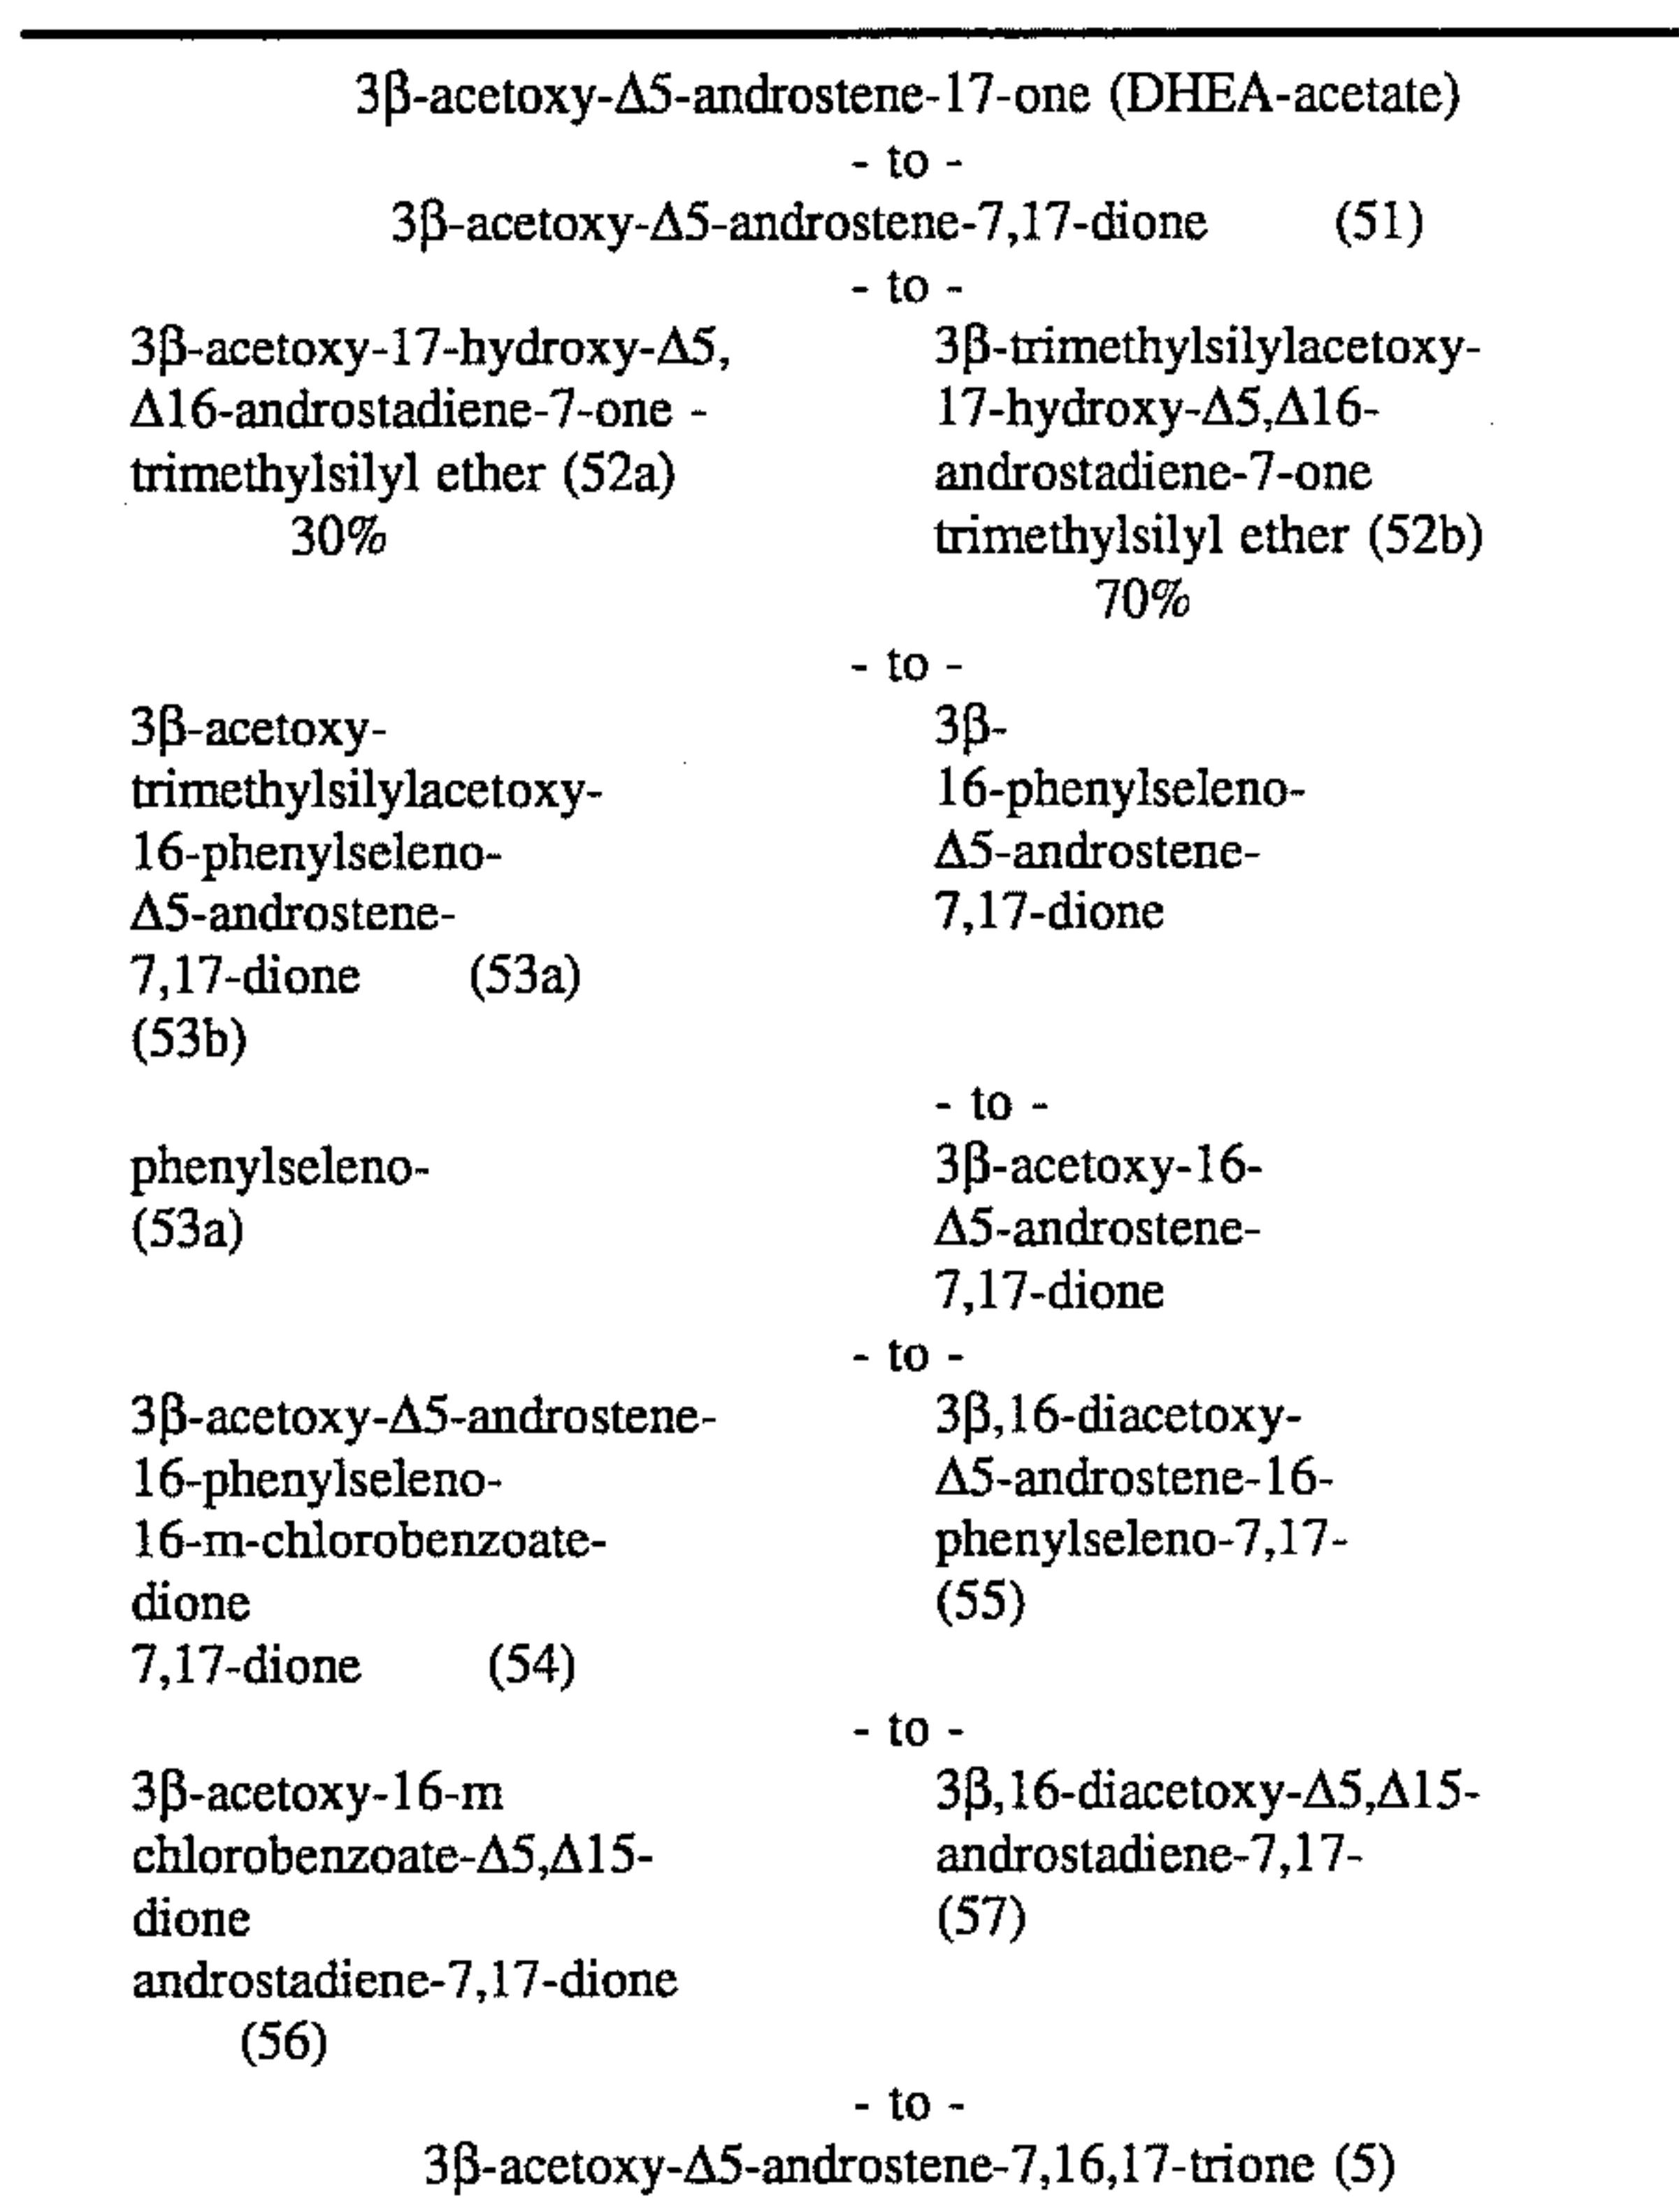 3β-acetoxy-Δ5-androstene-17-one (DHEA-acetate)
- to -
3β-acetoxy-Δ5-androstene-7,17-dione (51)
- to -
3β-acetoxy-17-hydroxy-Δ5,
Δ16-androstadiene-7-one -
trimethylsilyl ether (52a)
30%
3β-trimethylsilylacetoxy-
17-hydroxy-Δ5,Δ16-
androstadiene-7-one
trimethylsilyl ether (52b)
70%
- to -
3β-acetoxy-
trimethylsilylacetoxy-
16-phenylseleno-
Δ5-androstene-
7,17-dione (53a)
(53b)
3β-
16-phenylseleno-
Δ5-androstene-
7,17-dione
- to -
phenylseleno-
(53a)
3β-acetoxy-16-
Δ5-androstene-
7,17-dione
- to -
3β-acetoxy-Δ5-androstene-
16-phenylseleno-
16-m-chlorobenzoate-
dione
7,17-dione (54)
3β,16-diacetoxy-
Δ5-androstene-16-
phenylseleno-7,17-
(55)
- to -
3β-acetoxy-16-m
chlorobenzoate-Δ5,Δ15-
dione
androstadiene-7,17-dione
(56)
3β,16-diacetoxy-Δ5,Δ15-
androstadiene-7,17-
(57)
- to -
3β-acetoxy-Δ5-androstene-7,16,17-trione (5)